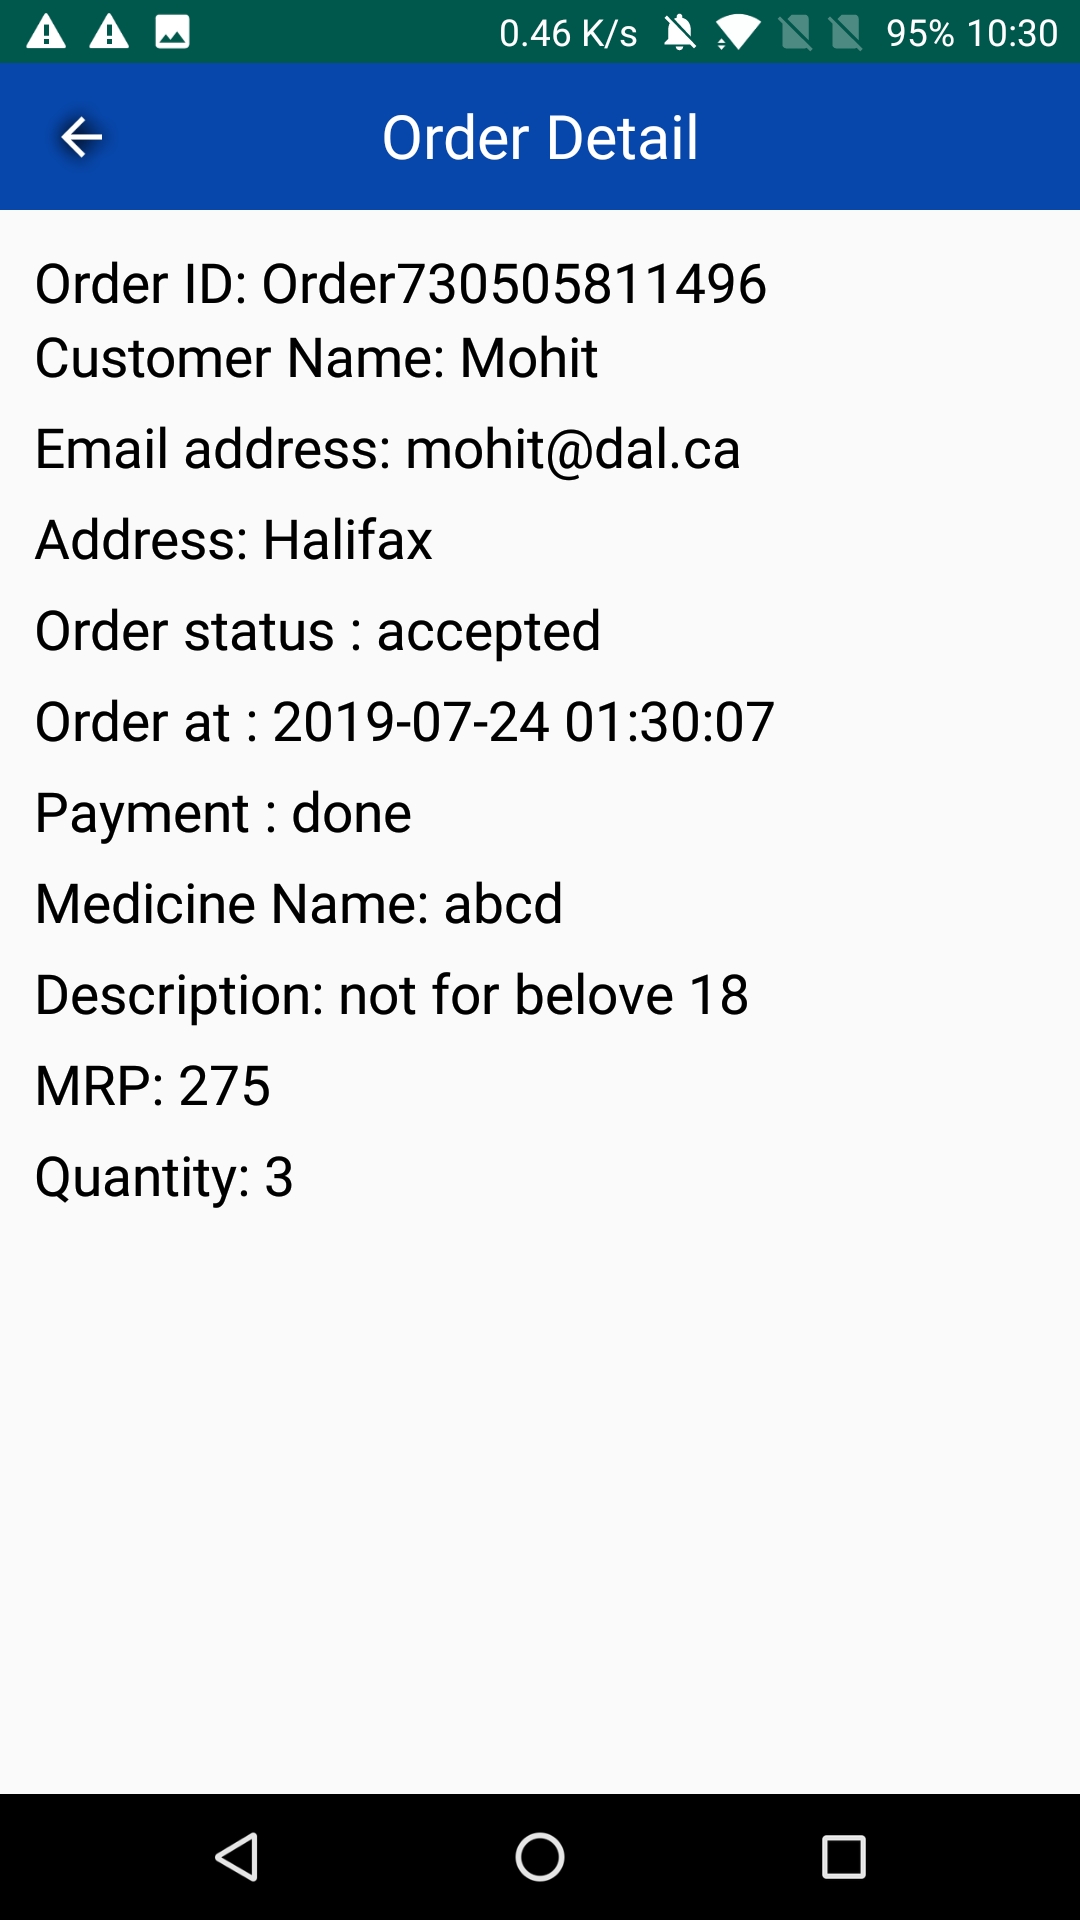 0.46 K/s 95% 10:30
Order Detail
Order ID: Order730505811496
Customer Name: Mohit
Email address: mohit@dal.ca
Address: Halifax
Order status : accepted
Order at : 2019-07-24 01:30:07
Payment : done
Medicine Name: abcd
Description: not for belove 18
MRP: 275
Quantity: 3